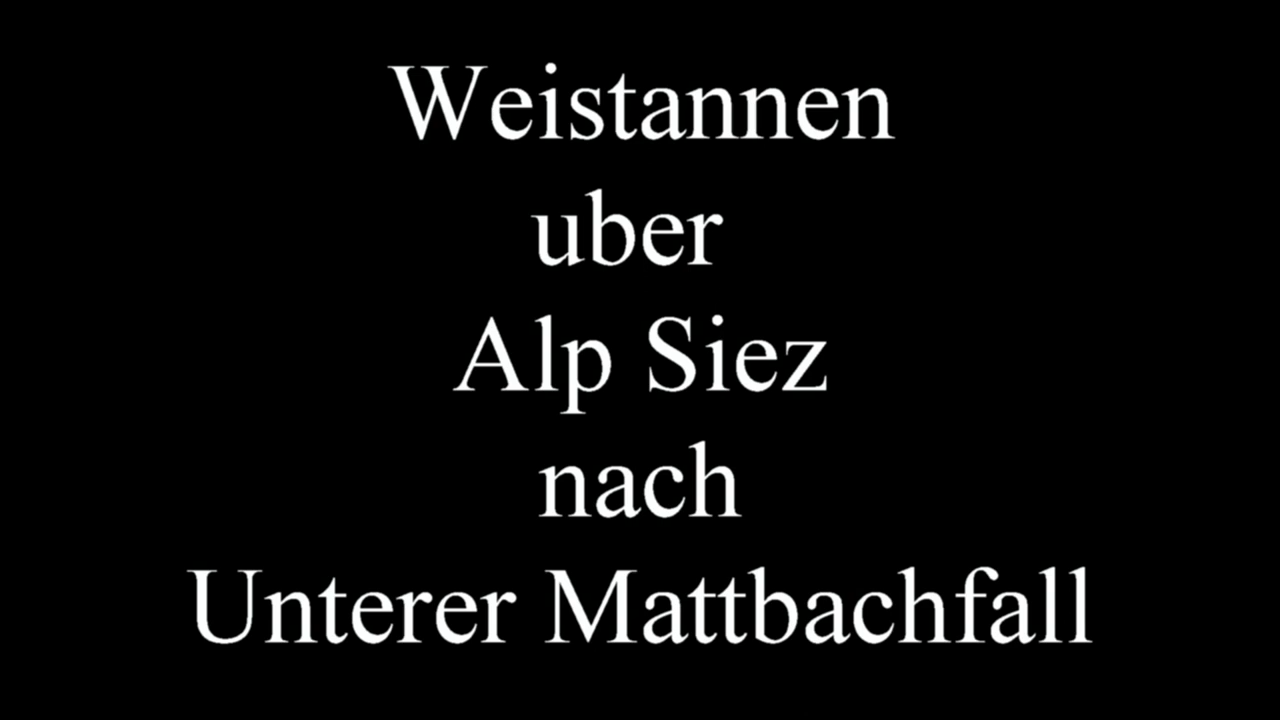 Weistannen
uber
Alp Siez
nach
Unterer Mattbachfall